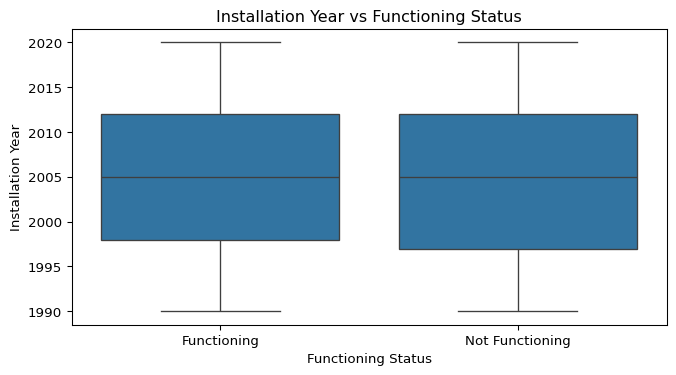 Installation Year vs Functioning Status
Installation Year
2020
2015
2010
2005
2000
1995
1990
Functioning
Not Functioning
Functioning Status